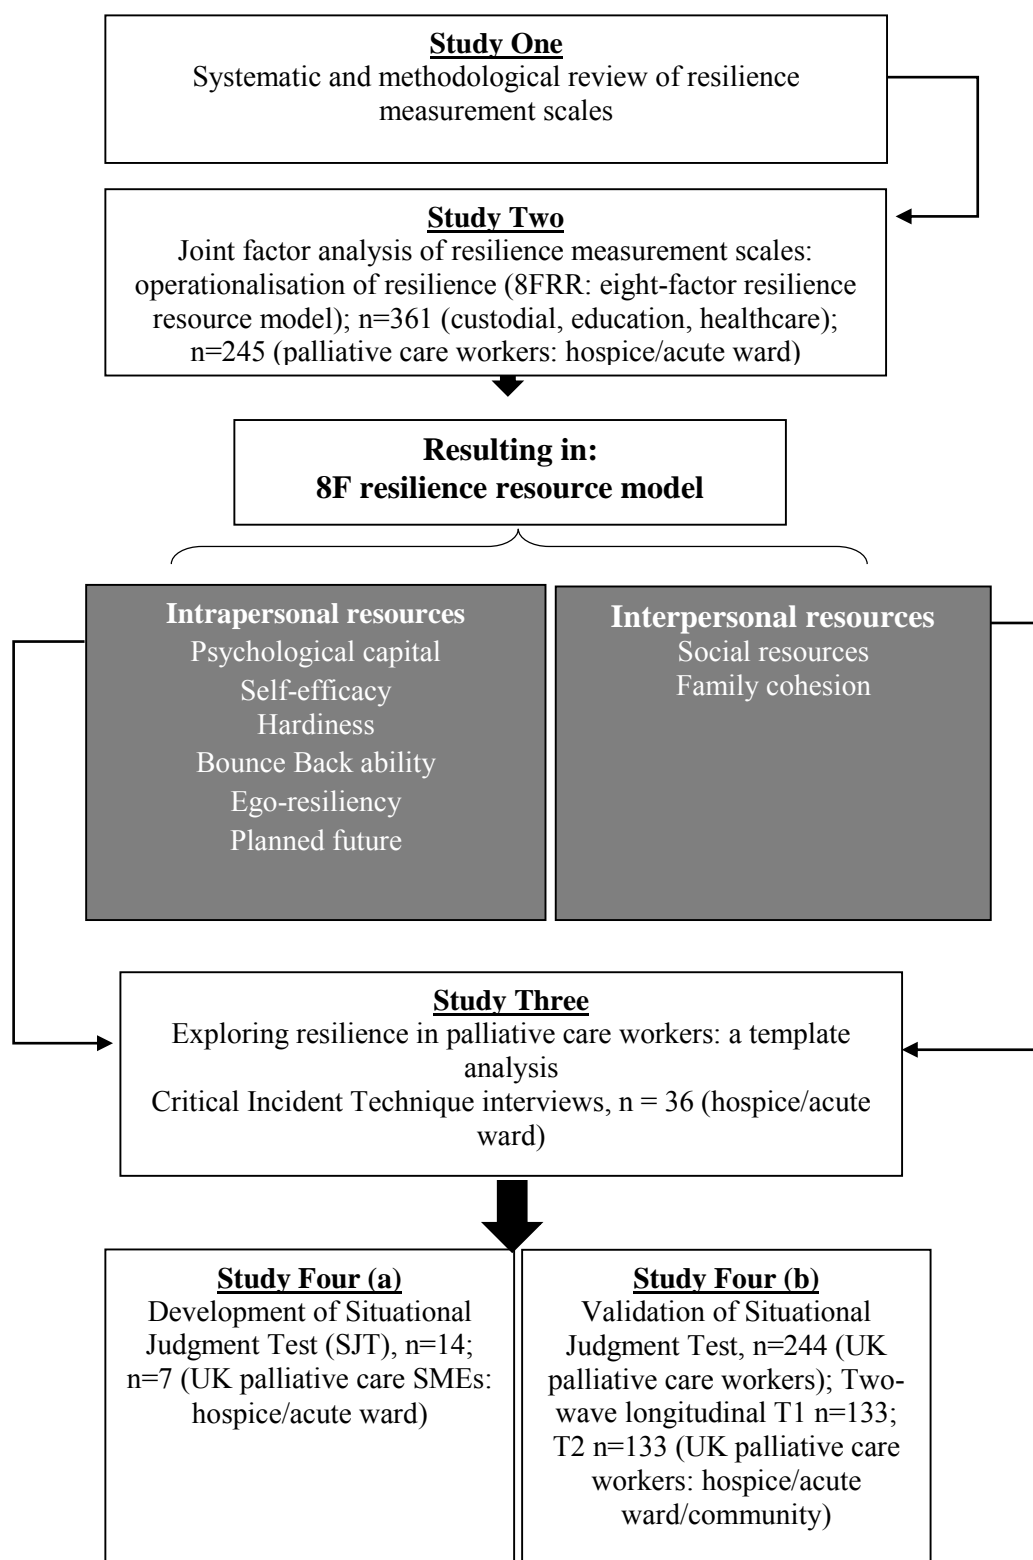 Study One
Systematic and methodological review of resilience
measurement scales
Study Two
Joint factor analysis of resilience measurement scales:
operationalisation of resilience (8FRR: eight-factor resilience
resource model); n=361 (custodial, education, healthcare);
n=245 (palliative care workers: hospice/acute ward)
Resulting in:
8F resilience resource model
Intrapersonal resources
Psychological capital
Self-efficacy
Hardiness
Bounce Back ability
Ego-resiliency
Planned future
Interpersonal resources
Social resources
Family cohesion
Study Three
Exploring resilience in palliative care workers: a template
analysis
Critical Incident Technique interviews, n = 36 (hospice/acute
ward)
Study Four (a)
Development of Situational
Judgment Test (SJT), n=14;
n=7 (UK palliative care SMEs:
hospice/acute ward)
Study Four (b)
Validation of Situational
Judgment Test, n=244 (UK
palliative care workers); Two-
wave longitudinal T1 n=133;
T2 n=133 (UK palliative care
workers: hospice/acute
ward/community)